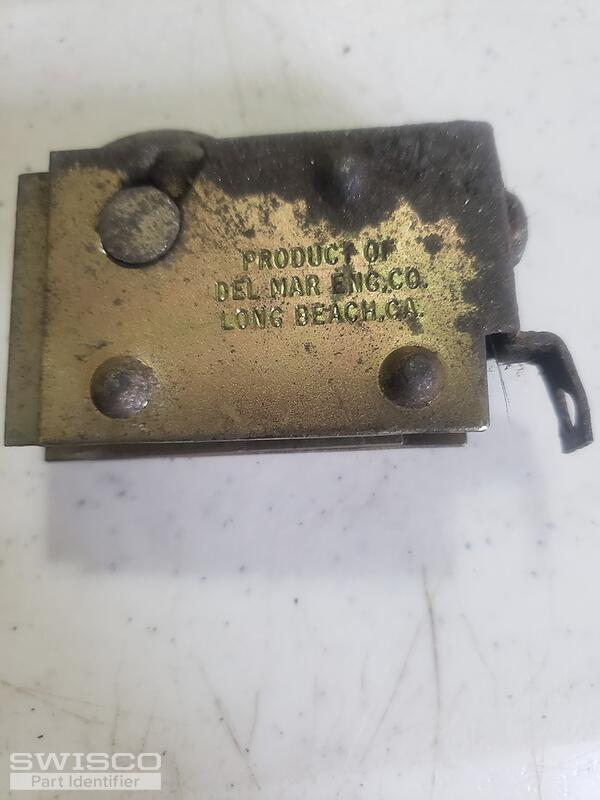 PRODUCT OF
DEL MAR ENG.CO.
LONG BEACH,CA.
SWISCO
Part Identifier